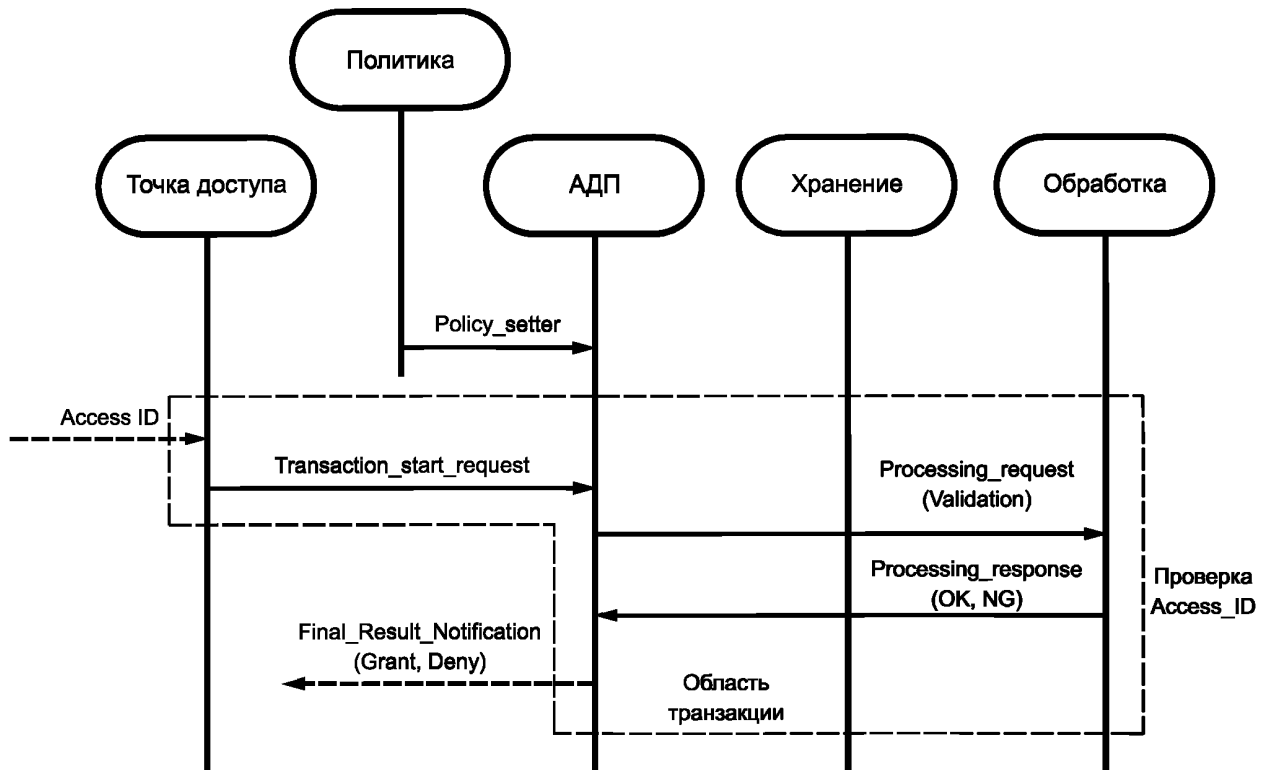 Политика
Точка доступа
АДП
Хранение
Обработка
Policy_setter
Access ID
Transaction_start_request
Processing_request
(Validation)
Processing_response
(OK, NG)
Проверка
Access_ID
Final_Result_Notification
(Grant, Deny)
Область
транзакции